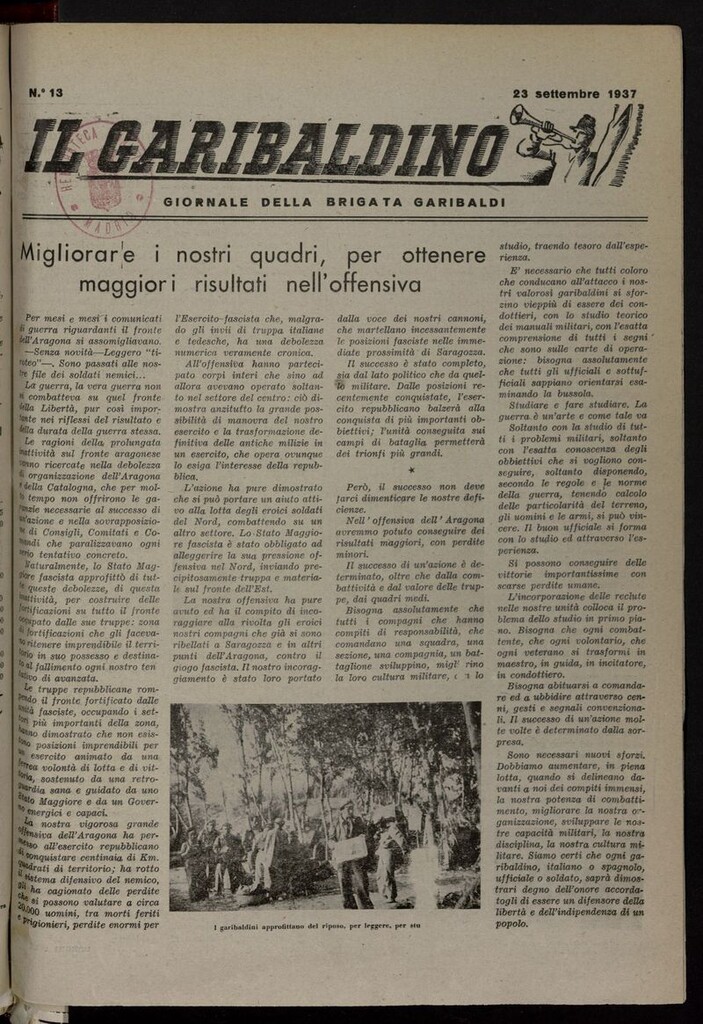 N.º 13
23 settembre 1937
IL GARIBALDINO
HEMEROTECA
MADRID
GIORNALE DELLA BRIGATA GARIBALDI
Migliorare i nostri quadri, per ottenere
maggiori risultati nell'offensiva
Per mesi e mesi i comunicati
di guerra riguardanti il fronte
dell'Aragona si assomigliavano.
—Senza novità—Leggero "ti-
roteo"—. Sono passati alle nos-
tre file dei soldati nemici...
La guerra, la vera guerra non
si combatteva su quel fronte
della Libertà, pur così impor-
tante nei riflessi del risultato e
della durata della guerra stessa.
Le ragioni della prolungata
inattività sul fronte aragonese
vanno ricercate nella debolezza
di organizzazione dell'Aragona
e della Catalogna, che per mol-
to tempo non offrirono le ga-
ranzie necessarie al successo di
un'azione e nella sovrapposizio-
ne di Consigli, Comitati e Co-
mandi che paralizzavano ogni
serio tentativo concreto.
Naturalmente, lo Stato Mag-
giore fascista approfittò di tut-
te queste debolezze, di questa
inattività, per costruire delle
fortificazioni su tutto il fronte
occupato dalle sue truppe: zona
di fortificazioni che gli faceva-
no ritenere imprendibile il terri-
torio in suo possesso e destina-
to al fallimento ogni nostro ten
tativo di avanzata.
Le truppe repubblicane rom-
pendo il fronte fortificato dalle
unità fasciste, occupando i set-
tori più importanti della zona,
hanno dimostrato che non esis-
tono posizioni imprendibili per
un esercito animato da una
ferrea volontà di lotta e di vit-
toria, sostenuto da una retro-
guardia sana e guidato da uno
Stato Maggiore e da un Gover-
no energici e capaci.
La nostra vigorosa grande
offensiva dell'Aragona ha per-
messo all'esercito repubblicano
di conquistare centinaia di Km.
quadrati di territorio; ha rotto
il sistema difensivo del nemico,
gli ha cagionato delle perdite
che si possono valutare a circa
20.000 uomini, tra morti feriti
e prigionieri, perdite enormi per
l'Esercito fascista che, malgra-
do gli invii di truppa italiane
e tedesche, ha una debolezza
numerica veramente cronica.
All'offensiva hanno parteci-
pato corpi interi che sino ad
allora avevano operato soltan-
to nel settore del centro: ciò di-
mostra anzitutto la grande pos-
sibilità di manovra del nostro
esercito e la trasformazione de-
finitiva delle antiche milizie in
un esercito, che opera ovunque
lo esiga l'interesse della repub-
blica.
L'azione ha pure dimostrato
che si può portare un aiuto atti-
vo alla lotta degli eroici soldati
del Nord, combattendo su un
altro settore. Lo Stato Maggio-
re fascista è stato obbligato ad
alleggerire la sua pressione of-
fensiva nel Nord, inviando pre-
cipitosamente truppa e materia-
le sul fronte dell'Est.
La nostra offensiva ha pure
avuto ed ha il compito di inco-
raggiare alla rivolta gli eroici
nostri compagni che già si sono
ribellati a Saragozza e in altri
punti dell'Aragona, contro il
giogo fascista. Il nostro incorag-
giamento è stato loro portato
dalla voce dei nostri cannoni,
che martellano incessantemente
le posizioni fasciste nelle imme-
diate prossimità di Saragozza.
Il successo è stato completo,
sia dal lato politico che da quel-
lo militare. Dalle posizioni re-
centemente conquistate, l'eser-
cito repubblicano balzerà alla
conquista di più importanti ob-
biettivi; l'unità conseguita sui
campi di bataglia permetterà
dei trionfi più grandi.
★
Però, il successo non deve
farci dimenticare le nostre defi-
cienze.
Nell'offensiva dell'Aragona
avremmo potuto conseguire dei
risultati maggiori, con perdite
minori.
Il successo di un'azione è de-
terminato, oltre che dalla com-
battività e dal valore delle trup-
pe, dai quadri medi.
Bisogna assolutamente che
tutti i compagni che hanno
compiti di responsabilità, che
comandano una squadra, una
sezione, una compagnia, un bat-
taglione sviluppino, migliorino
la loro cultura militare, con lo
studio, traendo tesoro dall'espe-
rienza.
E' necessario che tutti coloro
che conducano all'attacco i nos-
tri valorosi garibaldini si sfor-
zino vieppiù di essere dei con-
dottieri, con lo studio teorico
dei manuali militari, con l'esatta
comprensione di tutti i segni
che sono sulle carte di opera-
zione: bisogna assolutamente
che tutti gli ufficiali e sottuf-
ficiali sappiano orientarsi esa-
minando la bussola.
Studiare e fare studiare. La
guerra è un'arte e come tale va
Soltanto con la studio di tut-
ti i problemi militari, soltanto
con l'esatta conoscenza degli
obbiettivi che si vogliono con-
seguire, soltanto disponendo,
secondo le regole e le norme
della guerra, tenendo calcolo
delle particolarità del terreno,
gli uomini e le armi, si può vin-
cere. Il buon ufficiale si forma
con lo studio ed attraverso l'es-
perienza.
Si possono conseguire delle
vittorie importantissime con
scarse perdite umane.
L'incorporazione delle reclute
nelle nostre unità colloca il pro-
blema dello studio in primo pia-
no. Bisogna che ogni combat-
tente, che ogni volontario, che
ogni veterano si trasformi in
maestro, in guida, in incitatore,
in condottiero.
Bisogna abituarsi a comanda-
re ed a ubbidire attraverso cen-
ni, gesti e segnali convenziona-
li. Il successo di un'azione mol-
te volte è determinato dalla sor-
presa.
Sono necessari nuovi sforzi.
Dobbiamo aumentare, in piena
lotta, quando si delineano da-
vanti a noi dei compiti immensi,
la nostra potenza di combatti-
mento, migliorare la nostra or-
ganizzazione, sviluppare le nos-
tre capacità militari, la nostra
disciplina, la nostra cultura mi-
litare. Siamo certi che ogni ga-
ribaldino, italiano o spagnolo,
ufficiale o soldato, saprà dimos-
trarsi degno dell'onore accorda-
togli di essere un difensore della
libertà e dell'indipendenza di un
popolo.
I garibaldini approfittano del riposo, per leggere, per stu